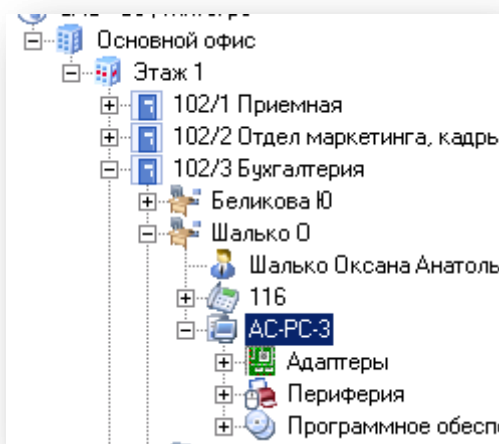 Основной офис
Этаж 1
102/1 Приемная
102/2 Отдел маркетинга, кадры
102/3 Бухгалтерия
Беликова Ю
Шалько О
Шалько Оксана Анатоль
116
AC-PC-3
Адаптеры
Периферия
Программное обесп